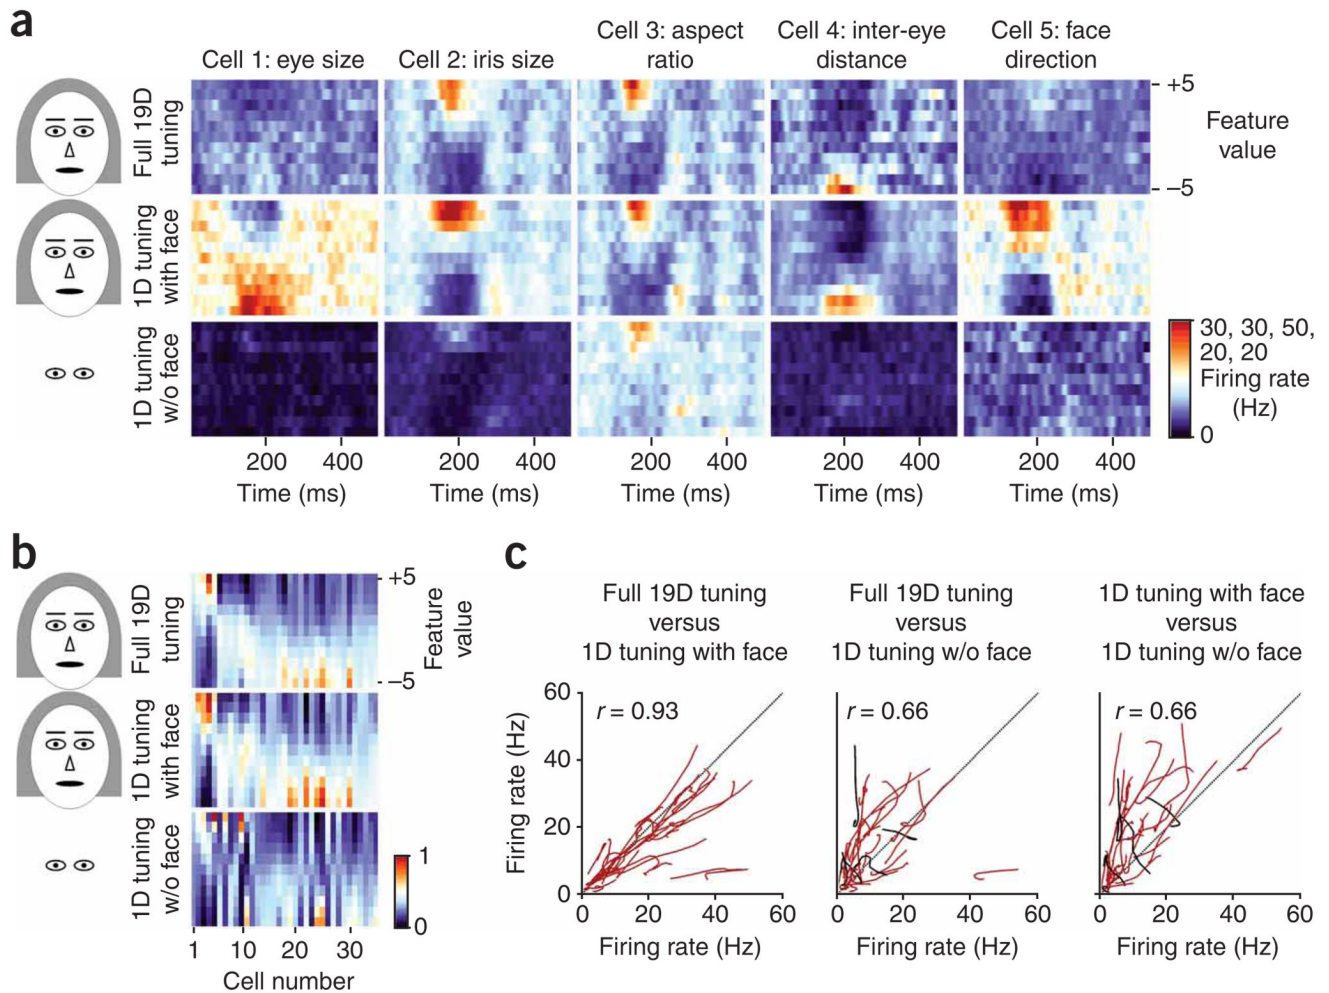 a
Cell 1: eye size
Cell 2: iris size
Cell 3: aspect
ratio
Cell 4: inter-eye
distance
Cell 5: face
direction
Full 19D
tuning
+5
Feature
value
–5
1D tuning
with face
1D tuning
w/o face
30, 30, 50,
20, 20
Firing rate
(Hz)
0
200 400
200 400
200 400
200 400
200 400
Time (ms)
Time (ms)
Time (ms)
Time (ms)
Time (ms)
b
Full 19D
tuning
+5
Feature
value
–5
1D tuning
with face
1D tuning
w/o face
1
0
1 10 20 30
Cell number
c
Full 19D tuning
versus
1D tuning with face
Full 19D tuning
versus
1D tuning w/o face
1D tuning with face
versus
1D tuning w/o face
r = 0.93
r = 0.66
r = 0.66
Firing rate (Hz)
60
40
20
0
0 20 40 60
0 20 40 60
0 20 40 60
Firing rate (Hz)
Firing rate (Hz)
Firing rate (Hz)